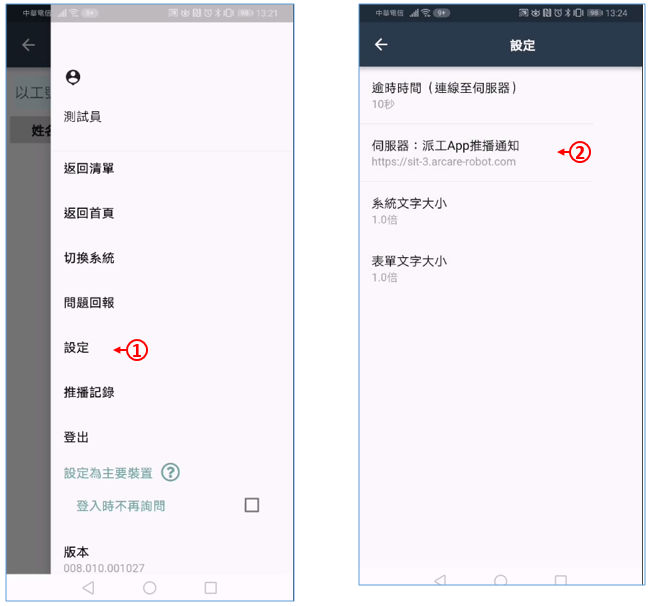 中華電信 9+ 98 13:21
以工號
姓名
測試員
返回清單
返回首頁
切換系統
問題回報
設定
1
推播記錄
登出
設定為主要裝置 ?
登入時不再詢問
版本
008.010.001027
中華電信 9+ 98 13:24
設定
逾時時間（連線至伺服器）
10秒
伺服器：派工App推播通知
https://sit-3.arcare-robot.com
2
系統文字大小
1.0倍
表單文字大小
1.0倍